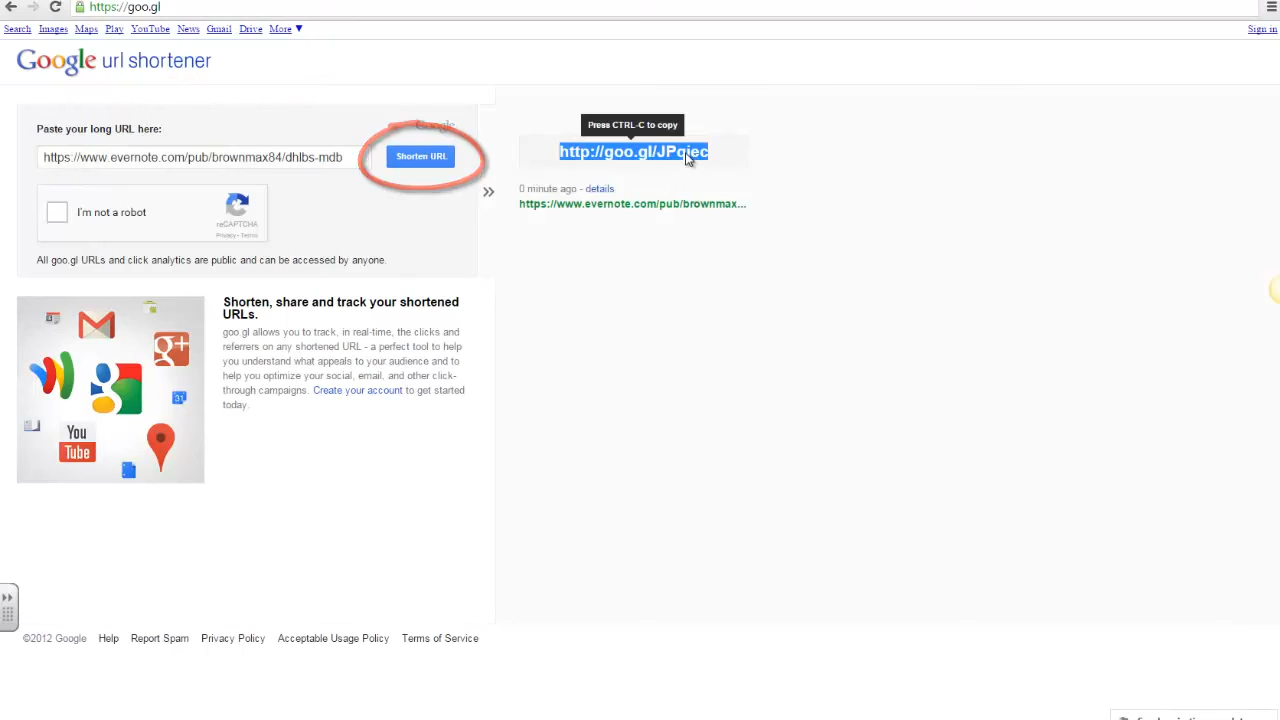 https://goo.gl
Search Images Maps Play YouTube News Gmail Drive More ▼
Sign in
Google url shortener
Paste your long URL here:
Google
https://www.evernote.com/pub/brownmax84/dhlbs-mdb
Shorten URL
I'm not a robot
reCAPTCHA
Privacy - Terms
All goo.gl URLs and click analytics are public and can be accessed by anyone.
Press CTRL-C to copy
0 minute ago - details
https://www.evernote.com/pub/brownmax...
Shorten, share and track your shortened
URLs.
goo.gl allows you to track, in real-time, the clicks and
referrers on any shortened URL - a perfect tool to help
you understand what appeals to your audience and to
help you optimize your social, email, and other click-
through campaigns. Create your account to get started
today.
g+
g
31
You
Tube
©2012 Google Help Report Spam Privacy Policy Acceptable Usage Policy Terms of Service